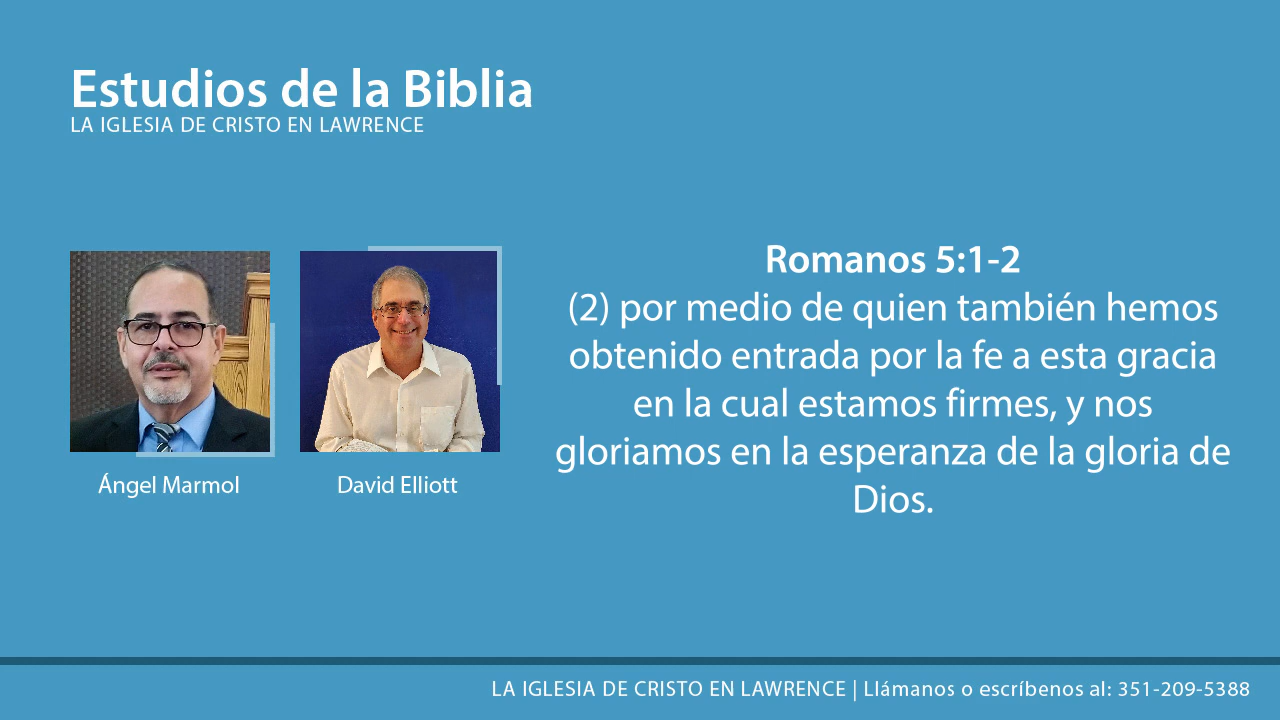 Estudios de la Biblia
LA IGLESIA DE CRISTO EN LAWRENCE
Ángel Marmol
David Elliott
Romanos 5:1-2
(2) por medio de quien también hemos
obtenido entrada por la fe a esta gracia
en la cual estamos firmes, y nos
gloriamos en la esperanza de la gloria de
Dios.
LA IGLESIA DE CRISTO EN LAWRENCE | Llámanos o escríbenos al: 351-209-5388